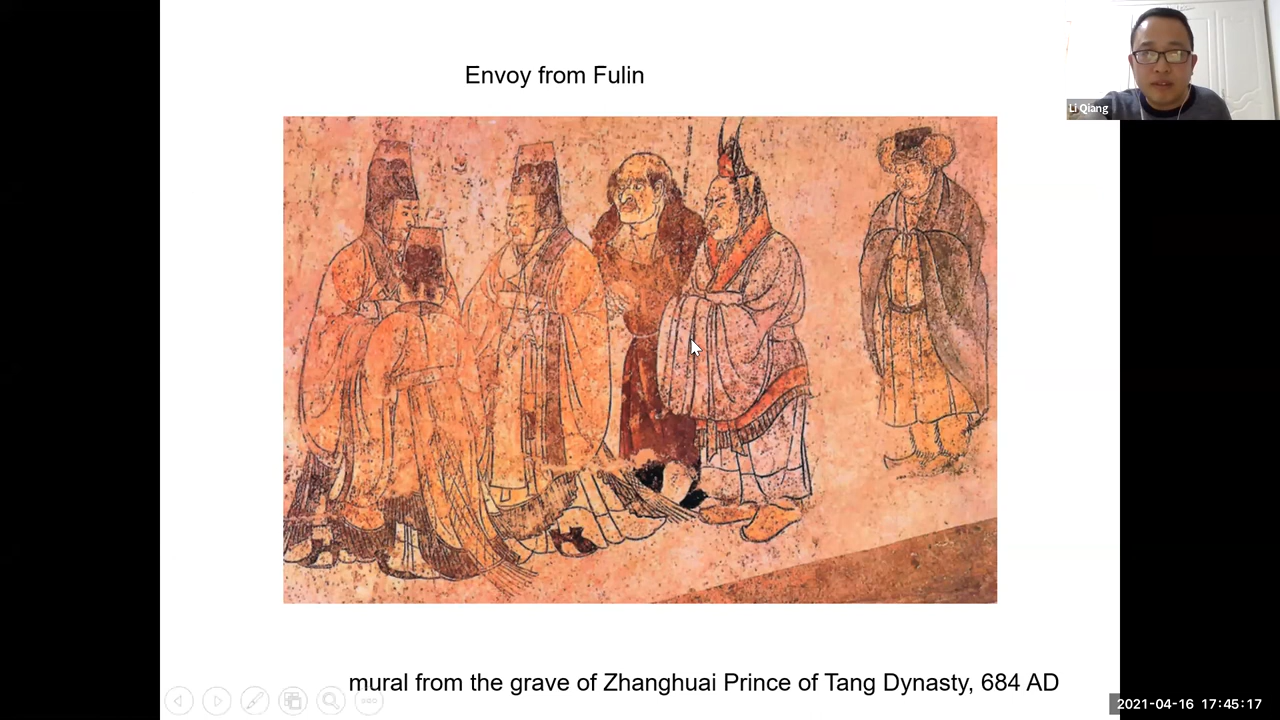 Envoy from Fulin
Li Qiang
mural from the grave of Zhanghuai Prince of Tang Dynasty, 684 AD
2021-04-16 17:45:17